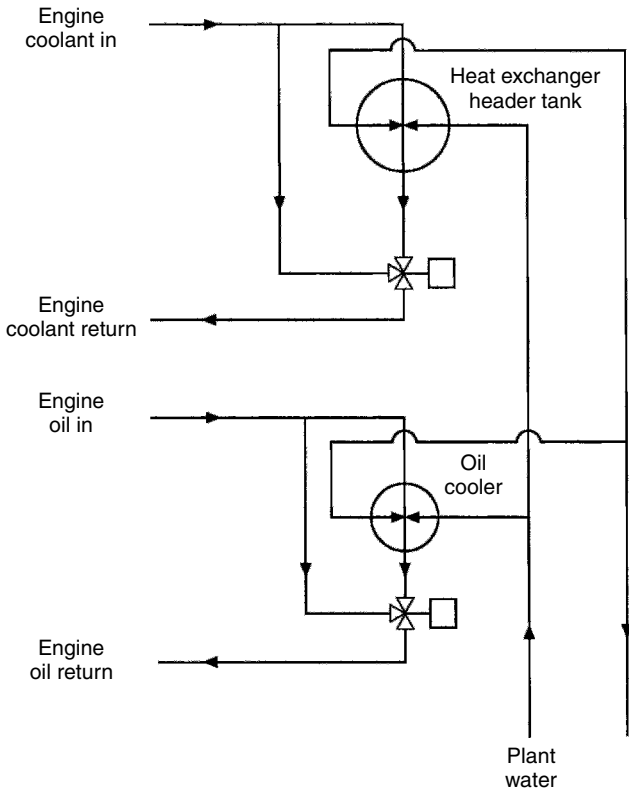 Engine
coolant in
Heat exchanger
header tank
Engine
coolant return
Engine
oil in
Oil
cooler
Engine
oil return
Plant
water